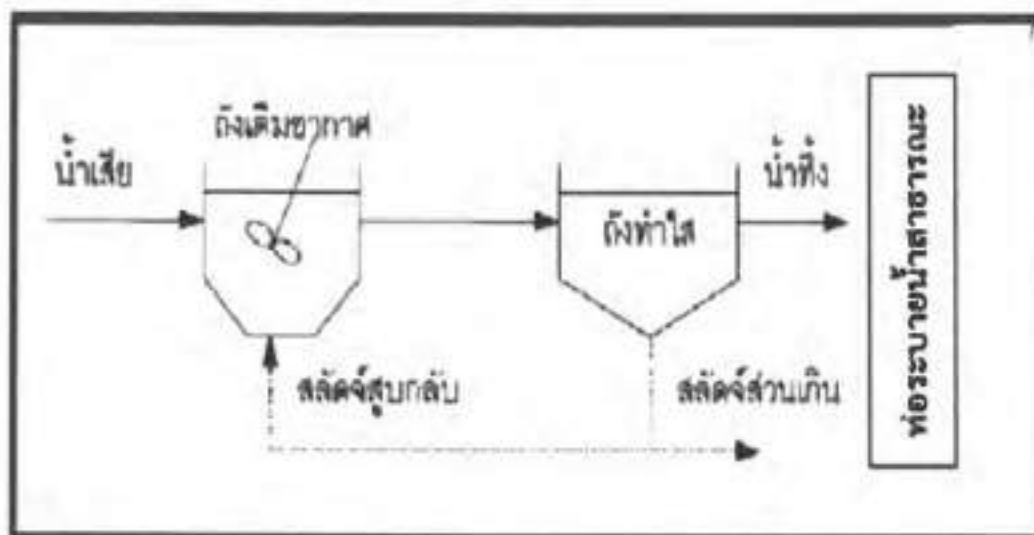 ถังเติมอากาศ
น้ำเสีย
น้ำทิ้ง
ถังทำใส
ท่อระบายน้ำสาธารณะ
สลัดจ์สูบกลับ
สลัดจ์ส่วนเกิน